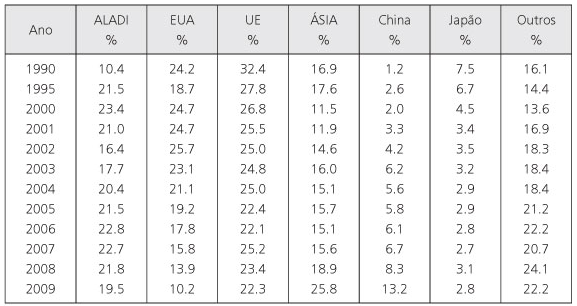 Ano ALADI % EUA % UE % ÁSIA % China % Japão % Outros %
1990 10.4 24.2 32.4 16.9 1.2 7.5 16.1
1995 21.5 18.7 27.8 17.6 2.6 6.7 14.4
2000 23.4 24.7 26.8 11.5 2.0 4.5 13.6
2001 21.0 24.7 25.5 11.9 3.3 3.4 16.9
2002 16.4 25.7 25.0 14.6 4.2 3.5 18.3
2003 17.7 23.1 24.8 16.0 6.2 3.2 18.4
2004 20.4 21.1 25.0 15.1 5.6 2.9 18.4
2005 21.5 19.2 22.4 15.7 5.8 2.9 21.2
2006 22.8 17.8 22.1 15.1 6.1 2.8 22.2
2007 22.7 15.8 25.2 15.6 6.7 2.7 20.7
2008 21.8 13.9 23.4 18.9 8.3 3.1 24.1
2009 19.5 10.2 22.3 25.8 13.2 2.8 22.2